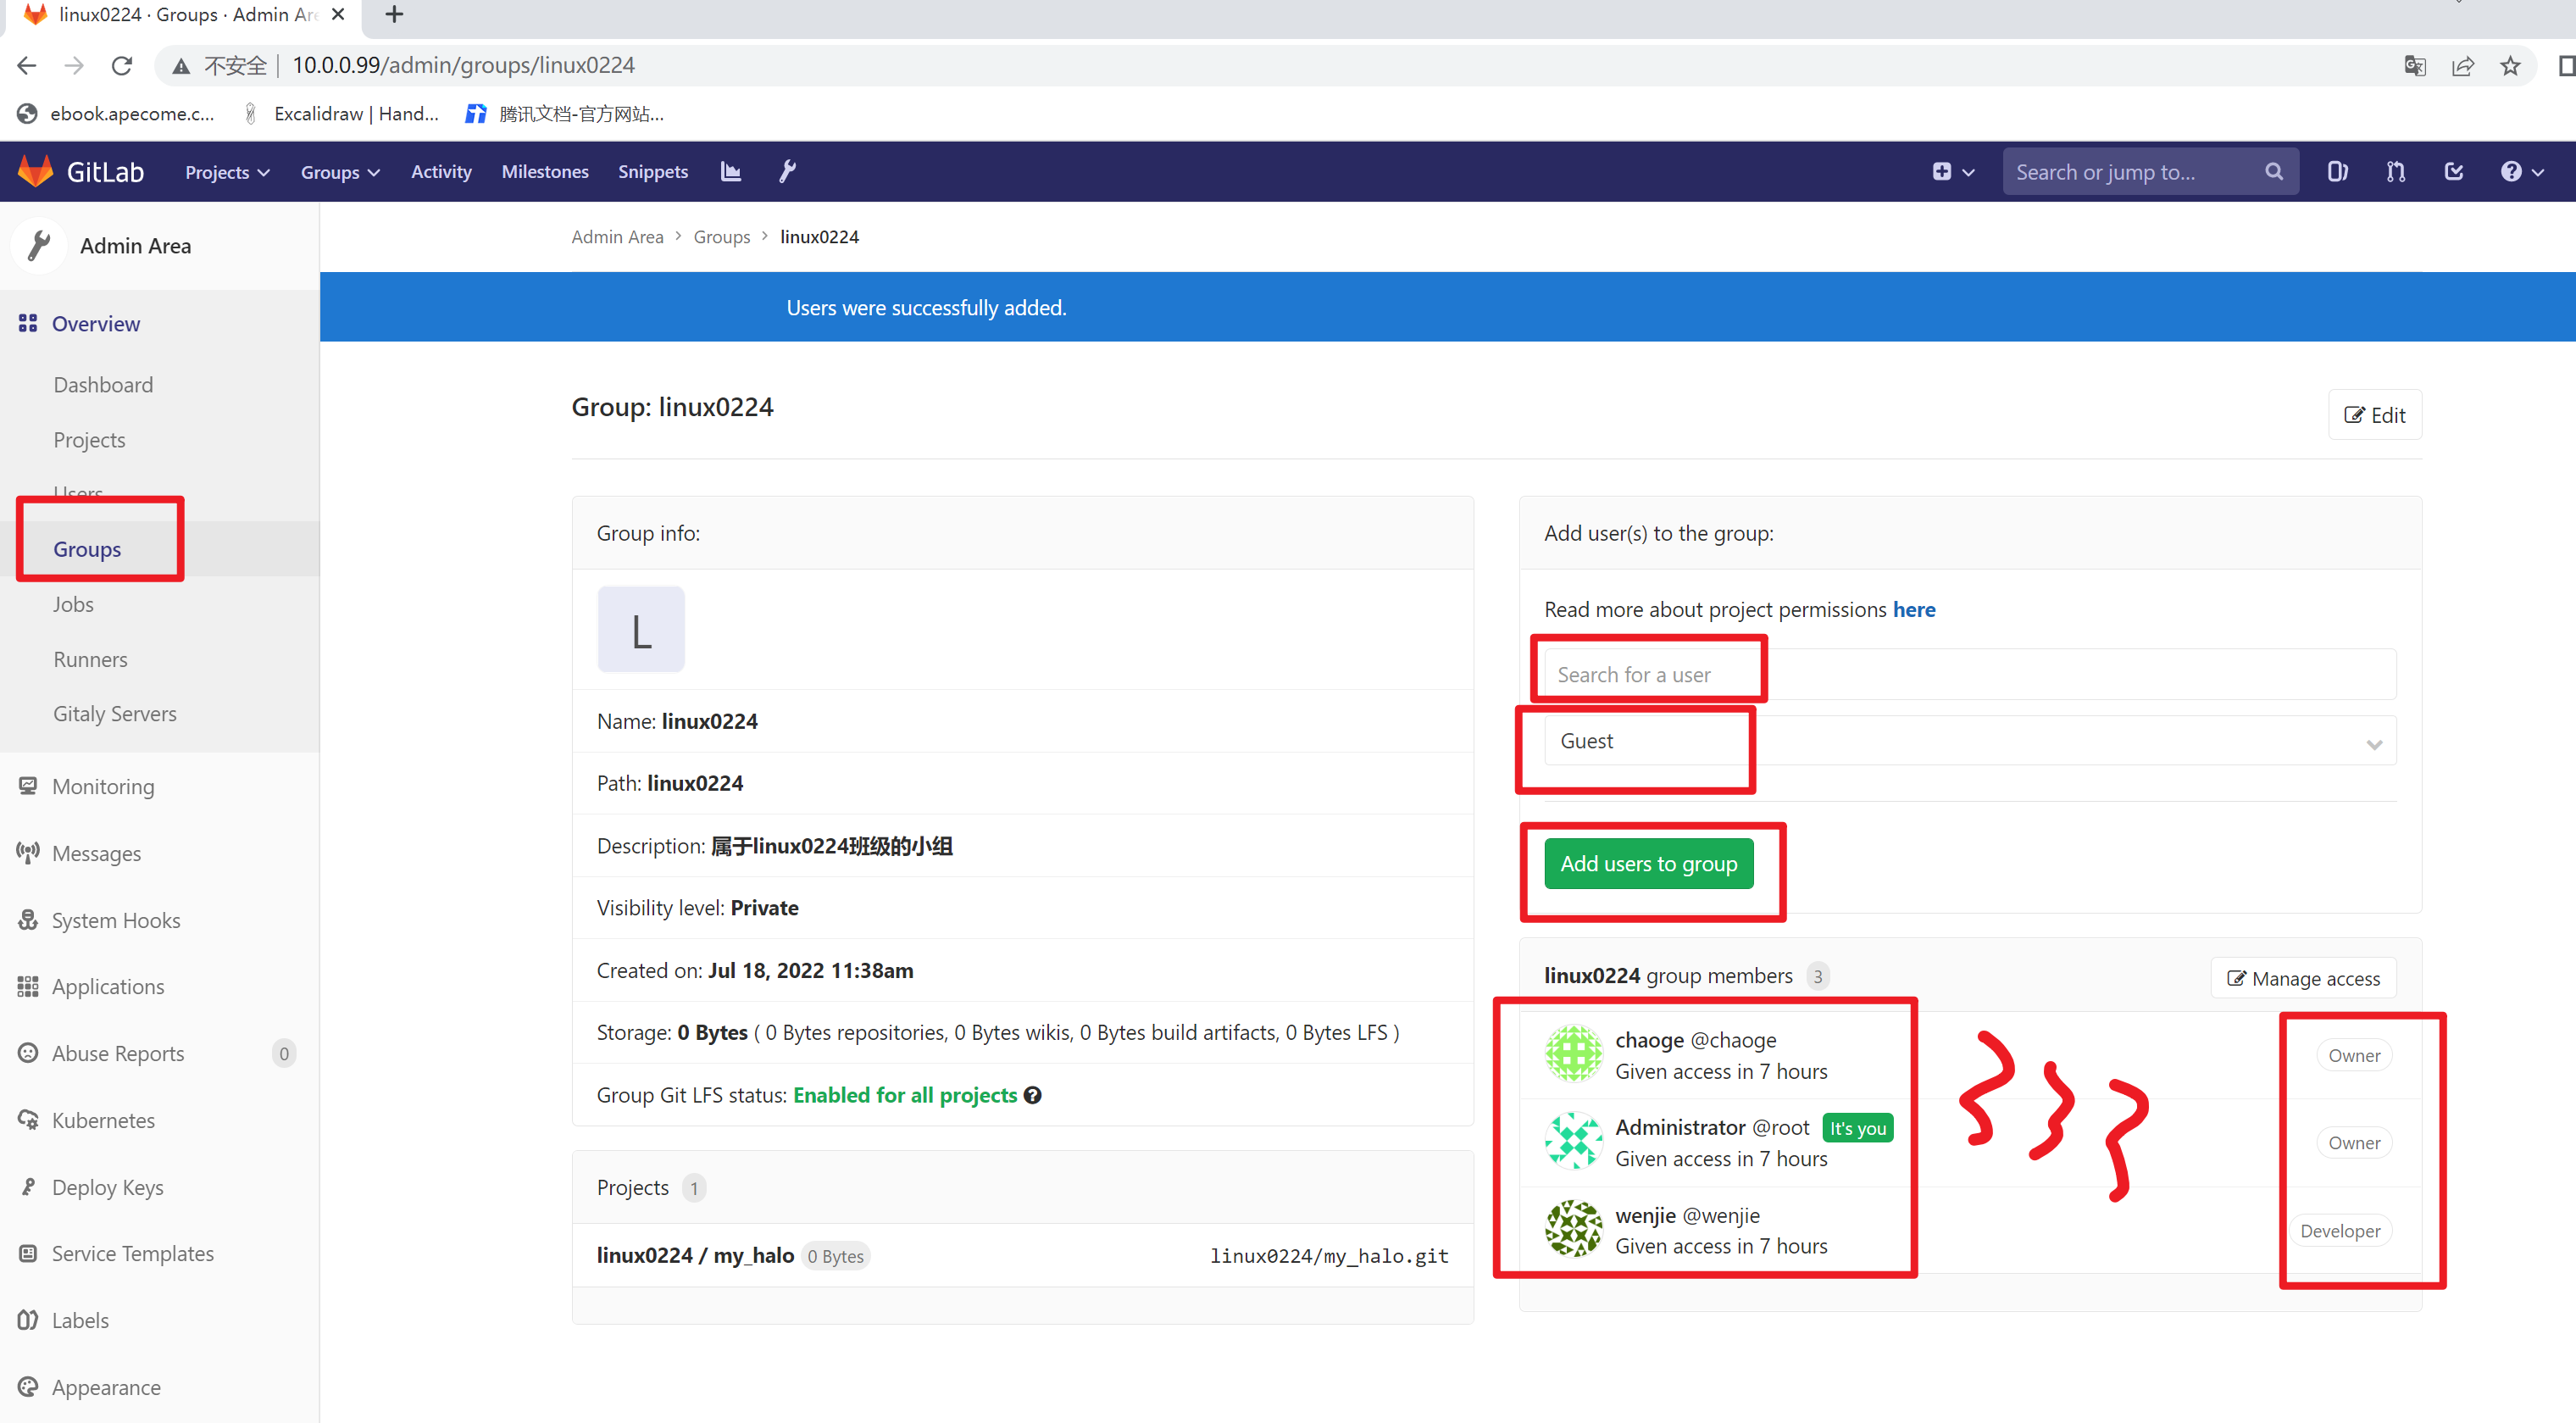 linux0224 · Groups · Admin Are
不安全 | 10.0.0.99/admin/groups/linux0224
ebook.apecome.c... Excalidraw | Hand... 腾讯文档-官方网站...
GitLab Projects Groups Activity Milestones Snippets Search or jump to...
Admin Area
Admin Area > Groups > linux0224
Users were successfully added.
Overview
Dashboard
Projects
Users
Groups
Jobs
Runners
Gitaly Servers
Monitoring
Messages
System Hooks
Applications
Abuse Reports 0
Kubernetes
Deploy Keys
Service Templates
Labels
Appearance
Group: linux0224
Edit
Group info:
L
Name: linux0224
Path: linux0224
Description: 属于linux0224班级的小组
Visibility level: Private
Created on: Jul 18, 2022 11:38am
Storage: 0 Bytes ( 0 Bytes repositories, 0 Bytes wikis, 0 Bytes build artifacts, 0 Bytes LFS )
Group Git LFS status: Enabled for all projects
Projects 1
linux0224 / my_halo 0 Bytes linux0224/my_halo.git
Add user(s) to the group:
Read more about project permissions here
Search for a user
Guest
Add users to group
linux0224 group members 3 Manage access
chaoge @chaoge
Given access in 7 hours
Owner
Administrator @root It's you
Given access in 7 hours
Owner
wenjie @wenjie
Given access in 7 hours
Developer